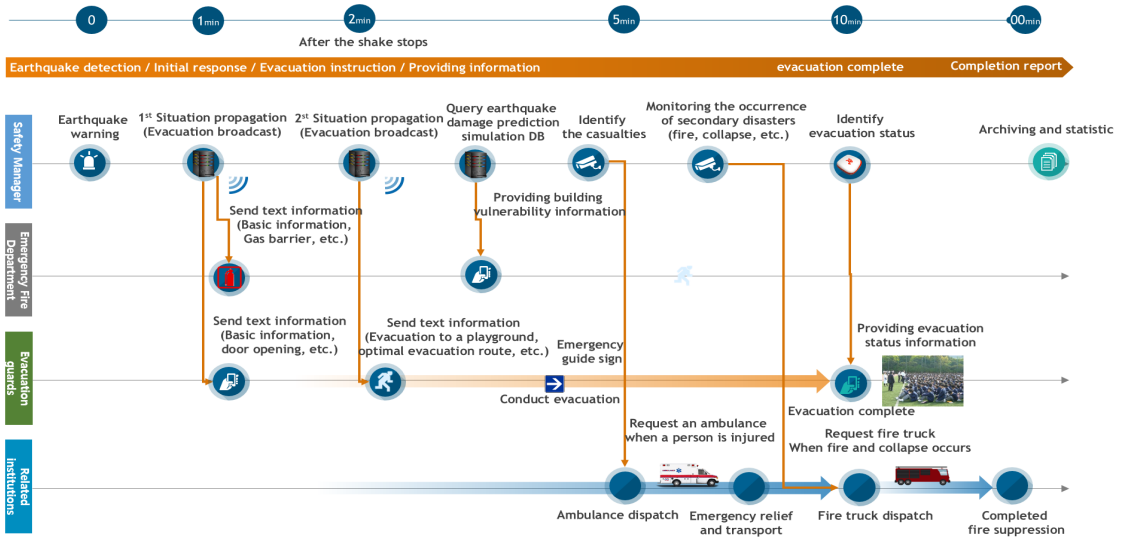 0
1min
2min
5min
10min
00min
After the shake stops
Earthquake detection / Initial response / Evacuation instruction / Providing information
evacuation complete
Completion report
Safety Manager
Earthquake
warning
1st Situation propagation
(Evacuation broadcast)
2nd Situation propagation
(Evacuation broadcast)
Query earthquake
damage prediction
simulation DB
Identify
the casualties
Monitoring the occurrence
of secondary disasters
(fire, collapse, etc.)
Identify
evacuation status
Archiving and statistic
Send text information
(Basic information,
Gas barrier, etc.)
Providing building
vulnerability information
Emergency Fire
Department
Evacuation
guards
Send text information
(Basic information,
door opening, etc.)
Send text information
(Evacuation to a playground,
optimal evacuation route, etc.)
Emergency
guide sign
Conduct evacuation
Providing evacuation
status information
Evacuation complete
Related
institutions
Request an ambulance
when a person is injured
Request fire truck
When fire and collapse occurs
Ambulance dispatch
Emergency relief
and transport
Fire truck dispatch
Completed
fire suppression